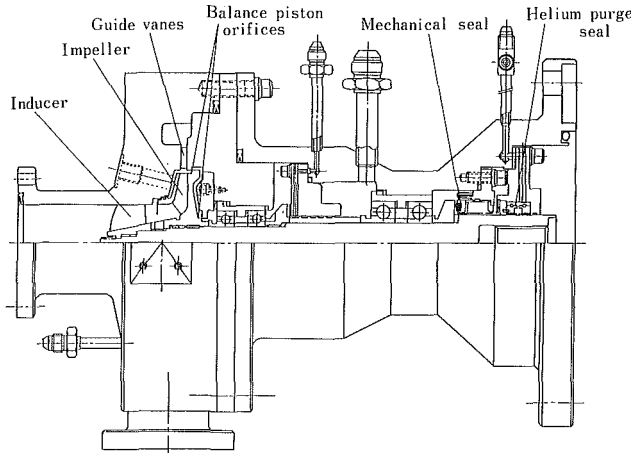 Guide vanes
Impeller
Inducer
Balance piston
orifices
Mechanical seal
Helium purge
seal